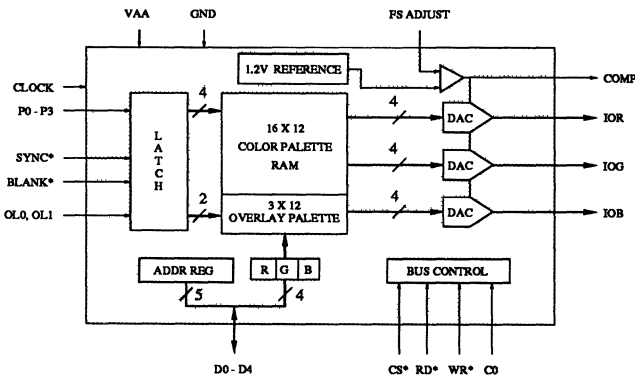 VAA
GND
FS ADJUST
CLOCK
P0 - P3
SYNC*
BLANK*
OL0, OL1
LATCH
4
2
1.2V REFERENCE
16 X 12
COLOR PALETTE
RAM
3 X 12
OVERLAY PALETTE
4
4
4
DAC
DAC
DAC
COMP
IOR
IOG
IOB
ADDR REG
R G B
5
4
BUS CONTROL
D0 - D4
CS* RD* WR* C0